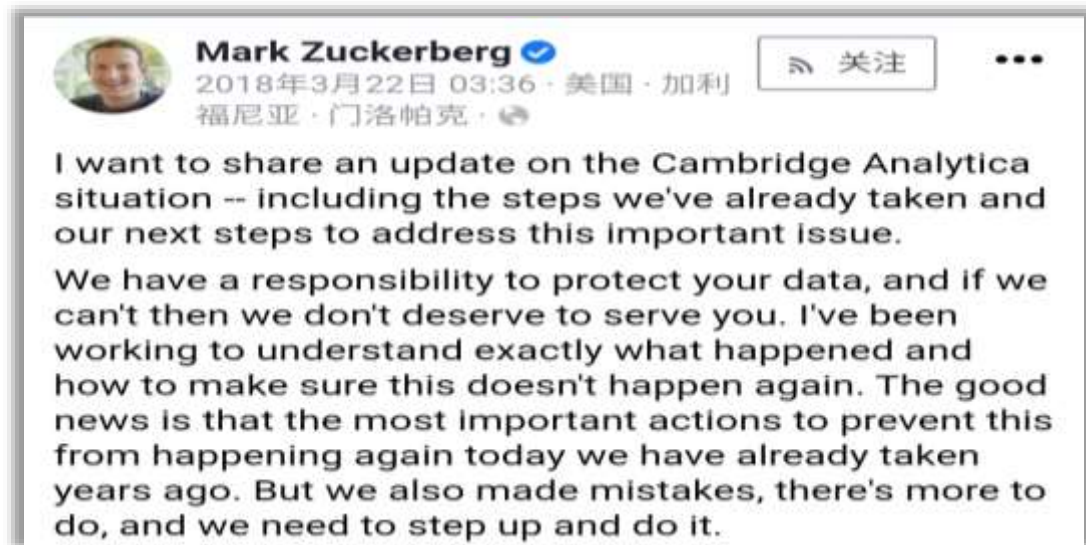 Mark Zuckerberg
关注
2018年3月22日 03:36 · 美国 · 加利
福尼亚 · 门洛帕克 ·
I want to share an update on the Cambridge Analytica
situation -- including the steps we've already taken and
our next steps to address this important issue.
We have a responsibility to protect your data, and if we
can't then we don't deserve to serve you. I've been
working to understand exactly what happened and
how to make sure this doesn't happen again. The good
news is that the most important actions to prevent this
from happening again today we have already taken
years ago. But we also made mistakes, there's more to
do, and we need to step up and do it.